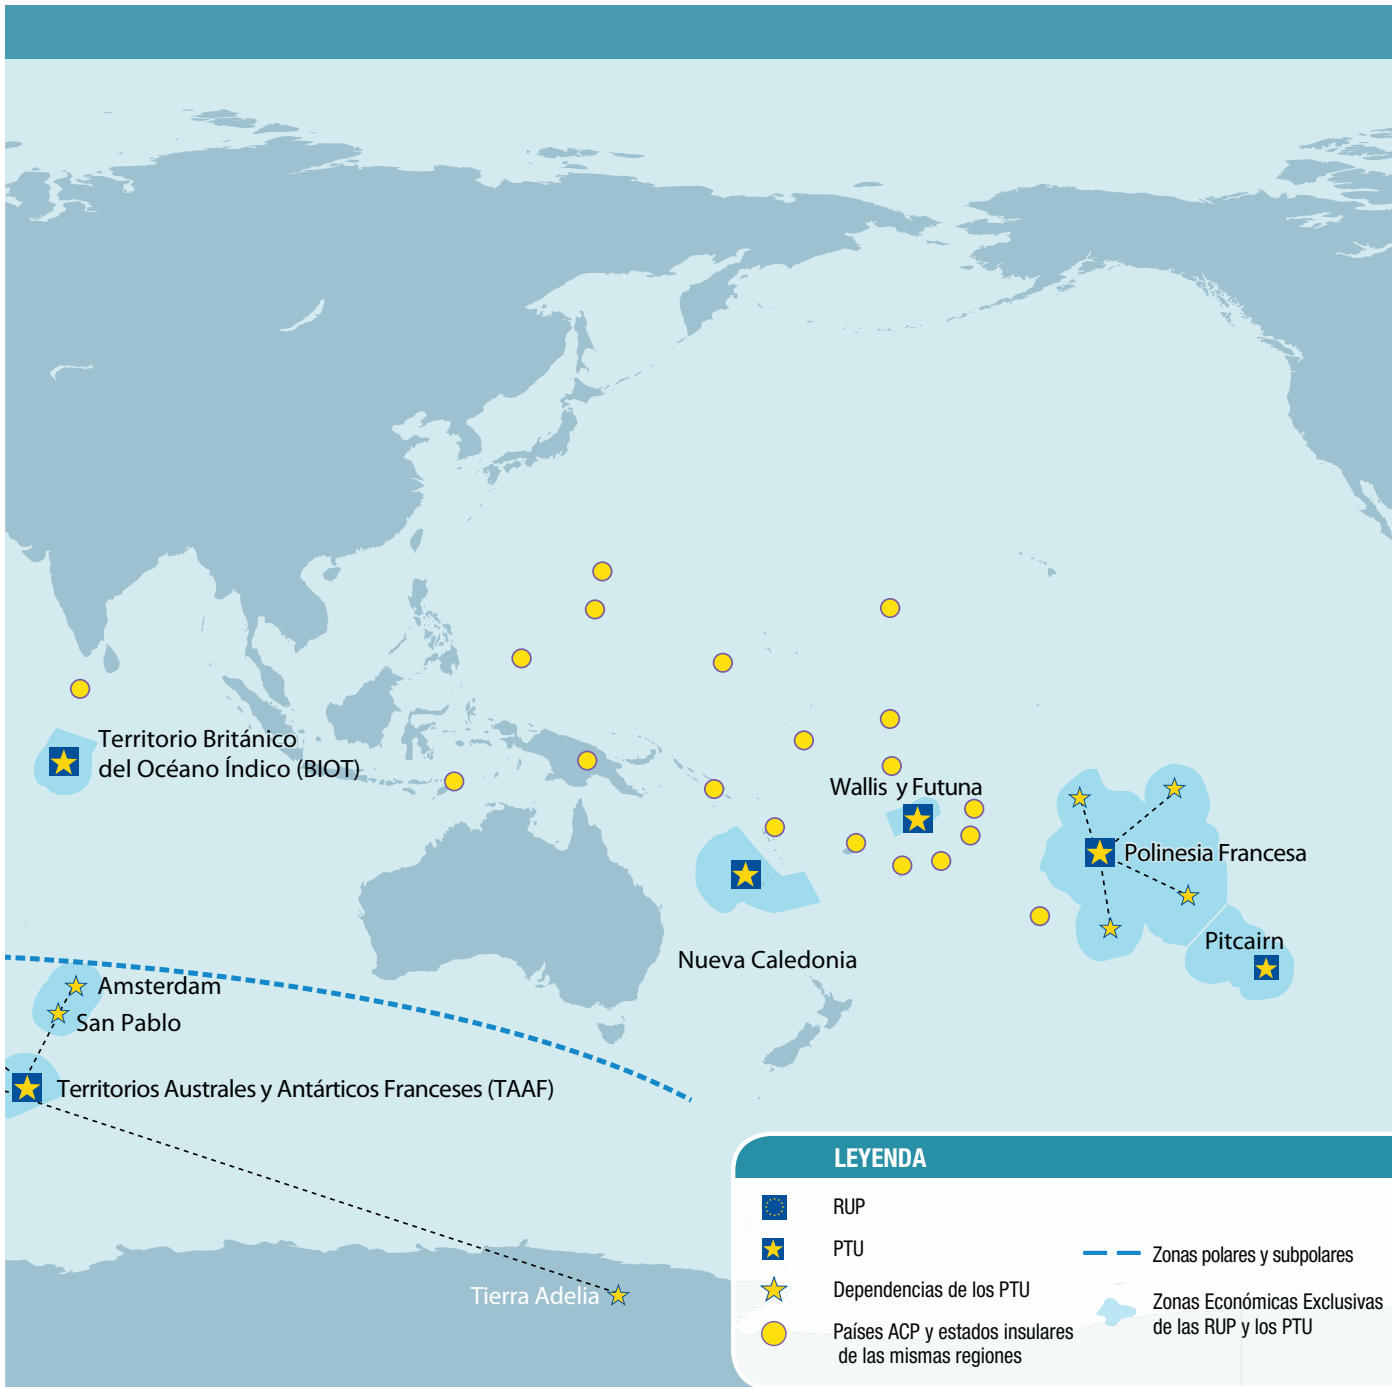 Territorio Británico
del Océano Índico (BIOT)
Wallis y Futuna
Polinesia Francesa
Pitcairn
Nueva Caledonia
Amsterdam
San Pablo
Territorios Australes y Antárticos Franceses (TAAF)
Tierra Adelia
LEYENDA
RUP
PTU
Dependencias de los PTU
Países ACP y estados insulares
de las mismas regiones
Zonas polares y subpolares
Zonas Económicas Exclusivas
de las RUP y los PTU